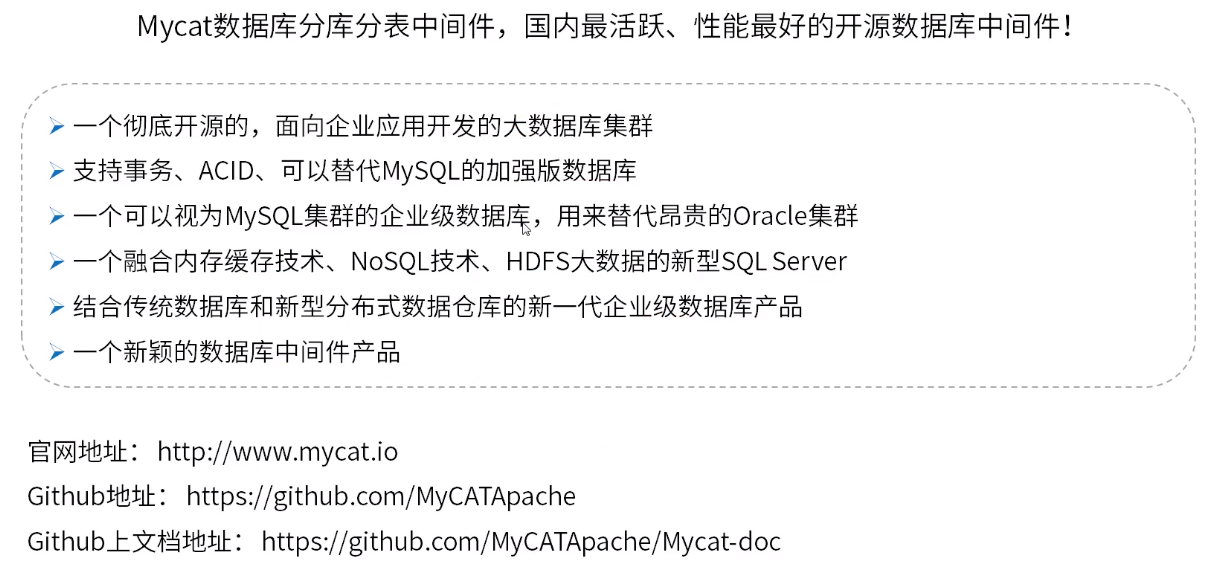 Mycat数据库分库分表中间件，国内最活跃、性能最好的开源数据库中间件！
一个彻底开源的，面向企业应用开发的大数据库集群
支持事务、ACID、可以替代MySQL的加强版数据库
一个可以视为MySQL集群的企业级数据库，用来替代昂贵的Oracle集群
一个融合内存缓存技术、NoSQL技术、HDFS大数据的新型SQL Server
结合传统数据库和新型分布式数据仓库的新一代企业级数据库产品
一个新颖的数据库中间件产品
官网地址： http://www.mycat.io
Github地址： https://github.com/MyCATApache
Github上文档地址： https://github.com/MyCATApache/Mycat-doc